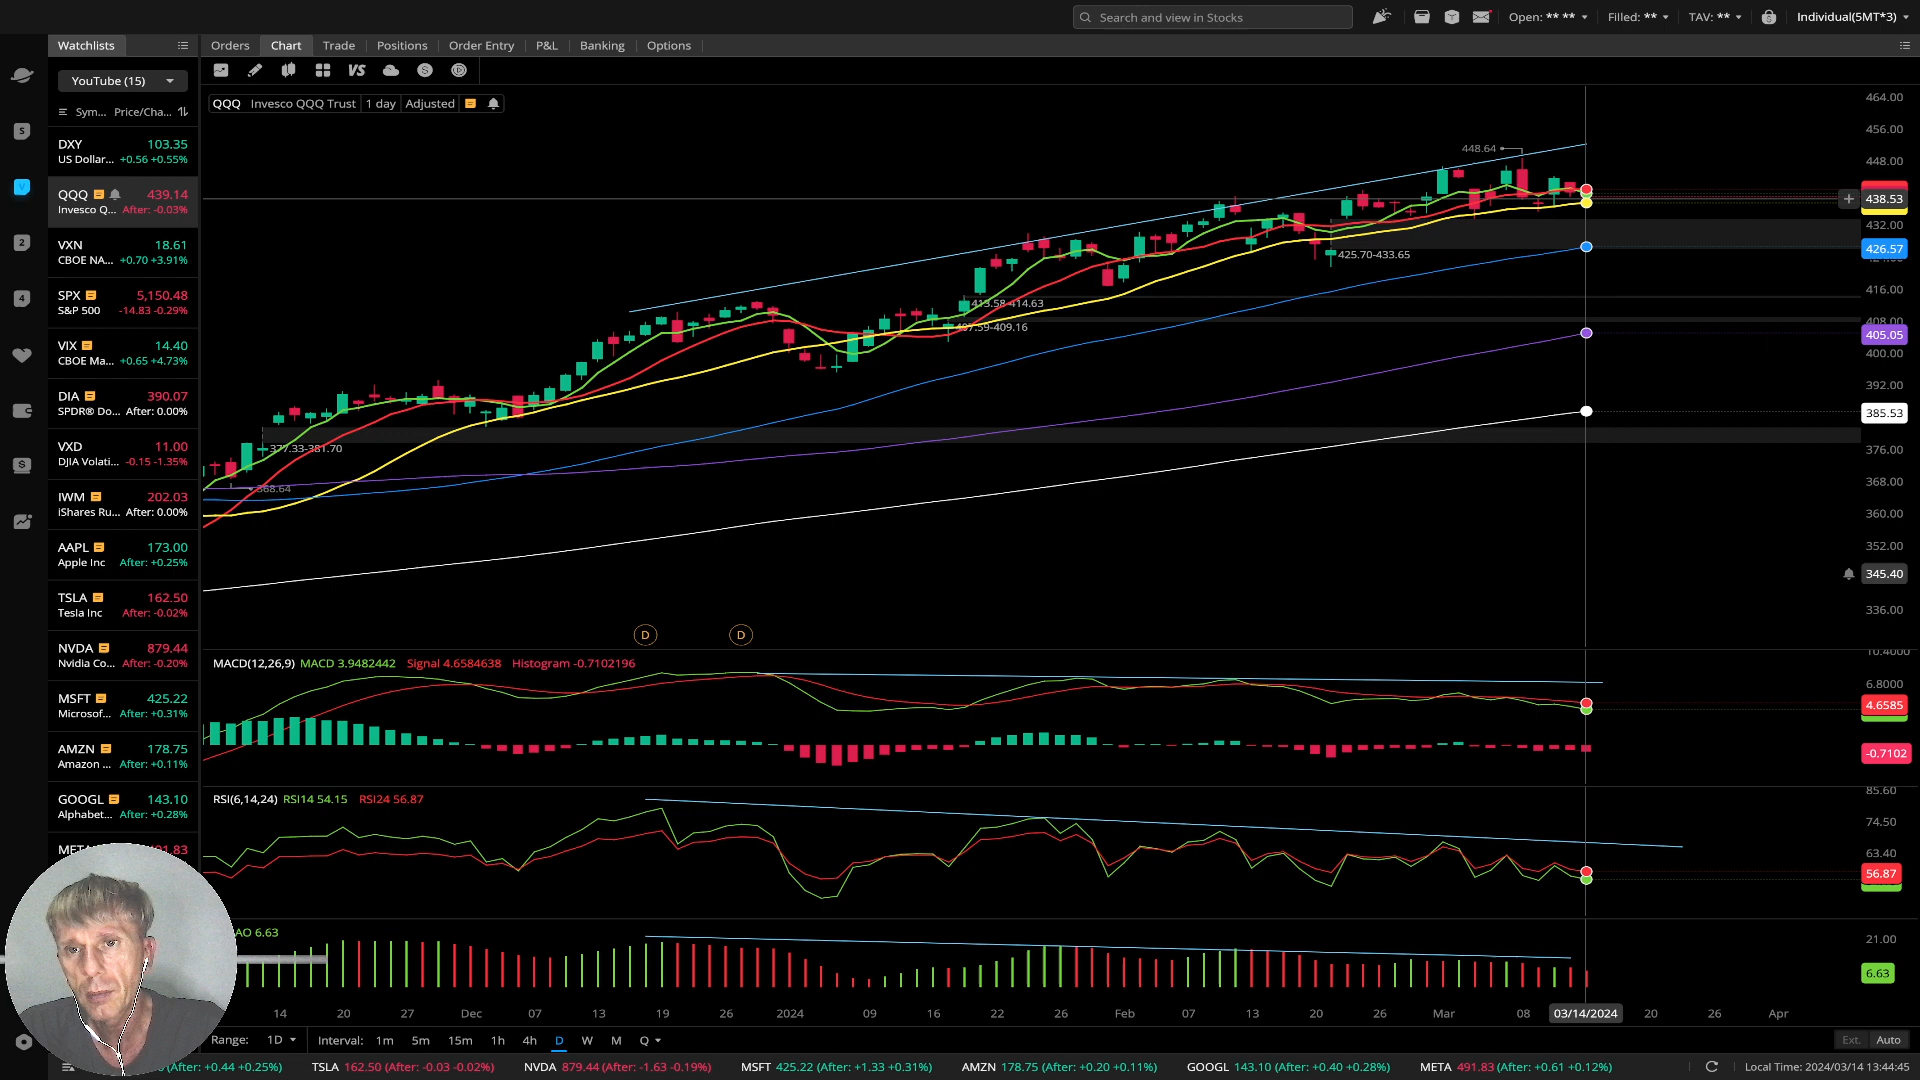 Search and view in Stocks
Open: ** **
Filled: **
TAV: **
Individual(5MT*3)
Watchlists
Orders Chart Trade Positions Order Entry P&L Banking Options
YouTube (15)
VS
Sym... Price/Cha...
QQQ Invesco QQQ Trust 1 day Adjusted
DXY 103.35
US Dollar... +0.56 +0.55%
QQQ 439.14
Invesco Q... After: -0.03%
VXN 18.61
CBOE NA... +0.70 +3.91%
SPX 5,150.48
S&P 500 -14.83 -0.29%
VIX 14.40
CBOE Ma... +0.65 +4.73%
DIA 390.07
SPDR® Do... After: 0.00%
VXD 11.00
DJIA Volati... -0.15 -1.35%
IWM 202.03
iShares Ru... After: 0.00%
AAPL 173.00
Apple Inc After: +0.25%
TSLA 162.50
Tesla Inc After: -0.02%
NVDA 879.44
Nvidia Co... After: -0.20%
MSFT 425.22
Microsof... After: +0.31%
AMZN 178.75
Amazon ... After: +0.11%
GOOGL 143.10
Alphabet... After: +0.28%
464.00
456.00
448.64
448.00
438.53
432.00
426.57
425.70-433.65
416.00
413.58-414.63
407.59-409.16
408.00
405.05
400.00
392.00
385.53
377.33-381.70
376.00
368.00
368.64
360.00
352.00
345.40
336.00
D D
MACD(12,26,9) MACD 3.9482442 Signal 4.6584638 Histogram -0.7102196
10.4000
6.8000
4.6585
-0.7102
RSI(6,14,24) RSI14 54.15 RSI24 56.87
85.60
74.50
63.40
56.87
AO 6.63
21.00
6.63
14 20 27 Dec 07 13 19 26 2024 09 16 22 26 Feb 07 13 20 26 Mar 08 03/14/2024 20 26 Apr
Range: 1D Interval: 1m 5m 15m 1h 4h D W M Q
Ext. Auto
(After: +0.44 +0.25%) TSLA 162.50 (After: -0.03 -0.02%) NVDA 879.44 (After: -1.63 -0.19%) MSFT 425.22 (After: +1.33 +0.31%) AMZN 178.75 (After: +0.20 +0.11%) GOOGL 143.10 (After: +0.40 +0.28%) META 491.83 (After: +0.61 +0.12%) Local Time: 2024/03/14 13:44:45